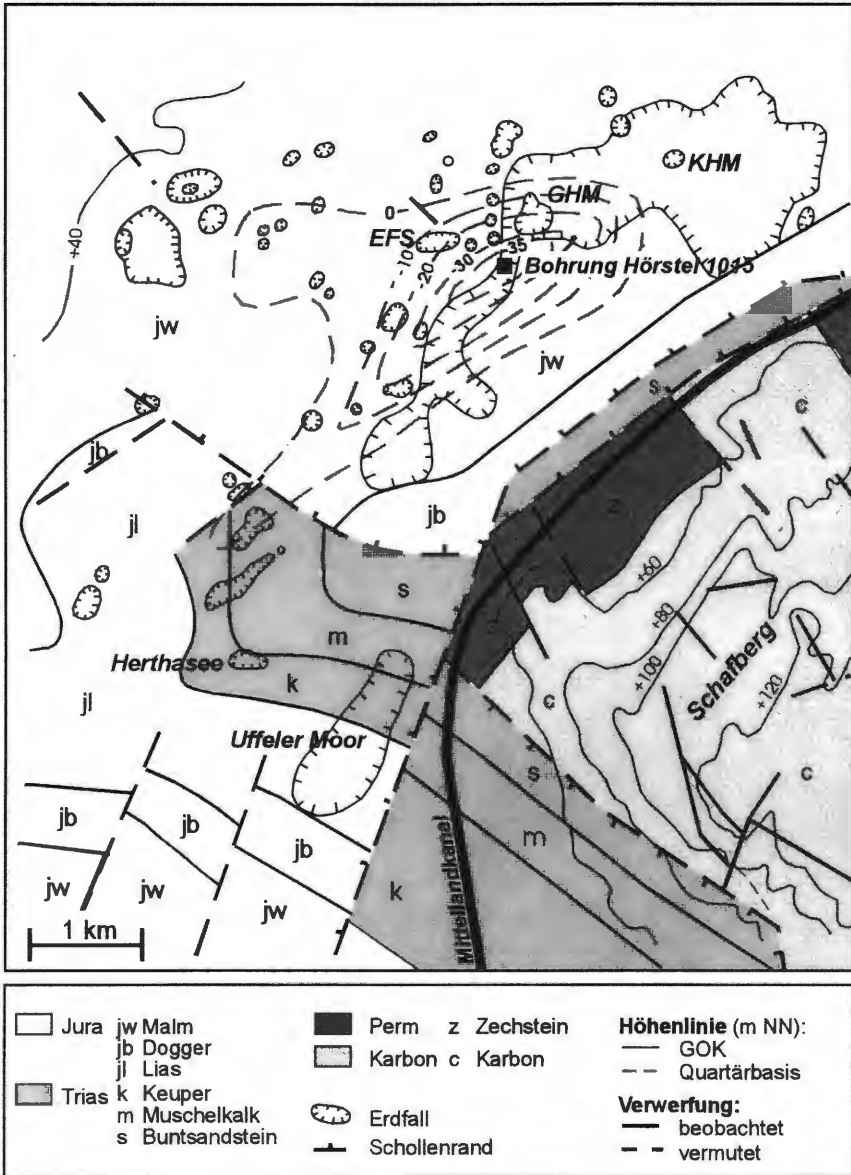 KHM
GHM
+40
0
EFS
-10
-20
-30
-35
Bohrung Hörstel 1015
jw
jw
s
c
jb
z
jb
jl
+60
s
+80
m
+100
Schafberg
Herthasee
k
+120
c
jl
Uffeler Moor
s
c
jb
jb
jb
m
jw
jw
jw
k
1 km
Mittellandkanal
Jura jw Malm
jb Dogger
jl Lias
Trias k Keuper
m Muschelkalk
s Buntsandstein
Perm z Zechstein
Karbon c Karbon
Erdfall
Schollenrand
Höhenlinie (m NN):
GOK
Quartärbasis
Verwerfung:
beobachtet
vermutet